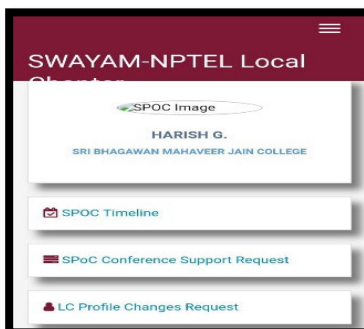 SWAYAM-NPTEL Local
Chapter
SPOC Image
HARISH G.
SRI BHAGAWAN MAHAVEER JAIN COLLEGE
SPOC Timeline
SPoC Conference Support Request
LC Profile Changes Request